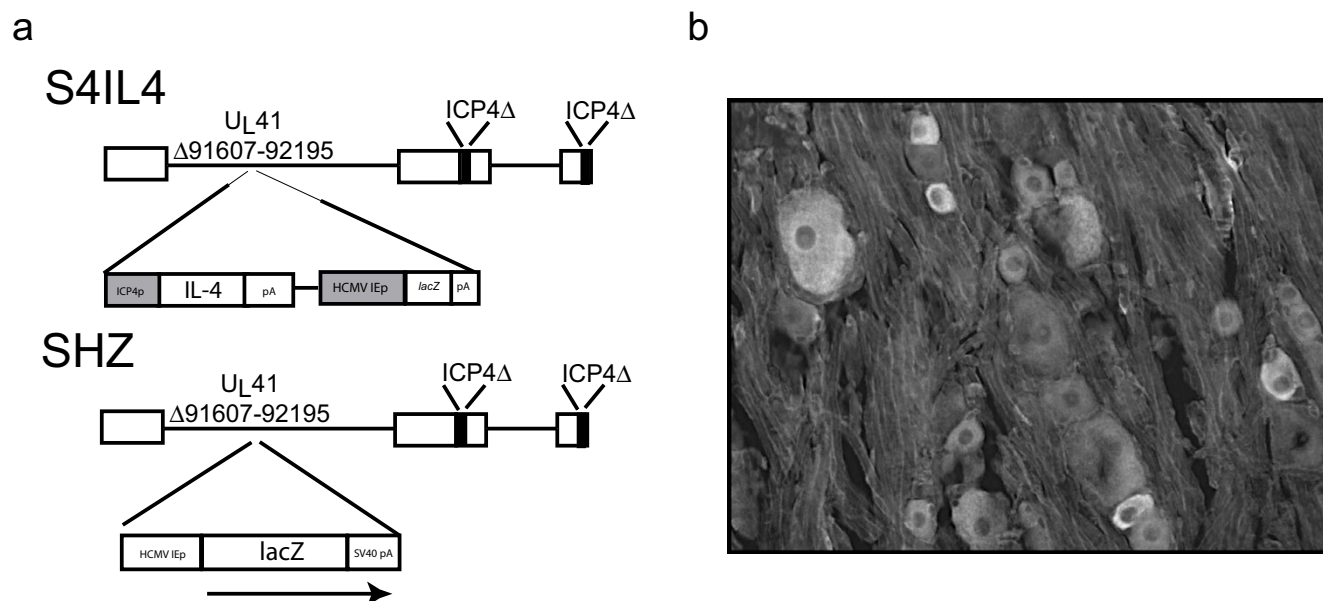 a
b
S4IL4
UL41
Δ91607-92195
ICP4Δ
ICP4Δ
ICP4p IL-4 pA HCMV IEp lacZ pA
SHZ
UL41
Δ91607-92195
ICP4Δ
ICP4Δ
HCMV IEp lacZ SV40 pA